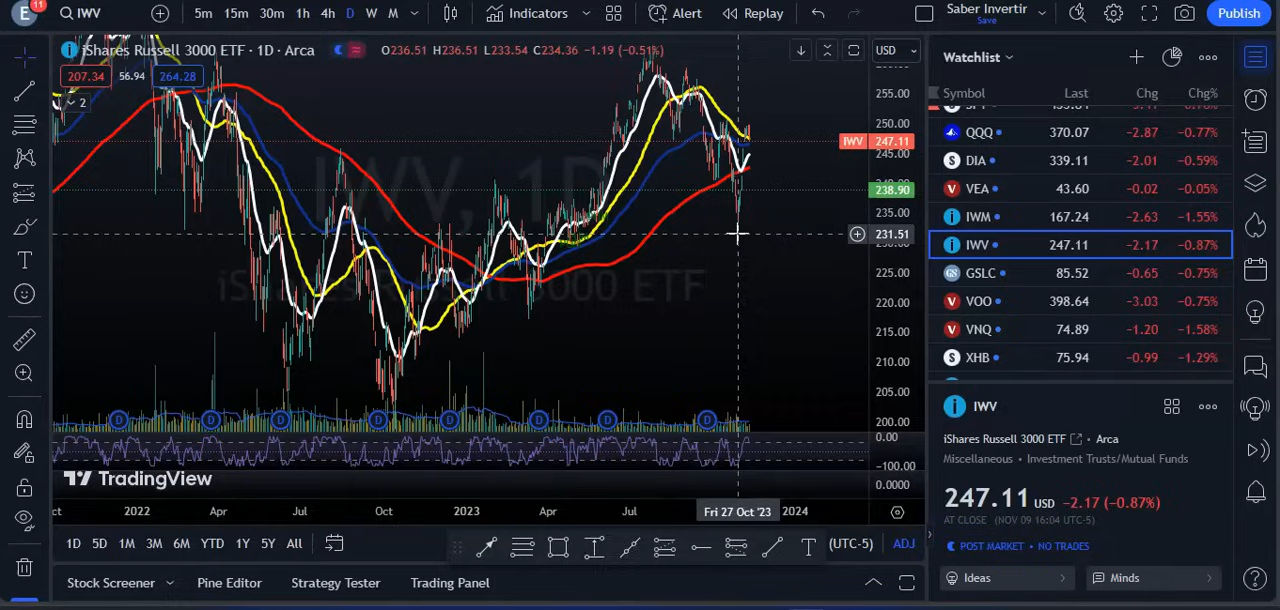 E 11 IWV 5m 15m 30m 1h 4h D W M Indicators Alert Replay Saber Invertir Save Publish
iShares Russell 3000 ETF · 1D · Arca O236.51 H236.51 L233.54 C234.36 −1.19 (−0.51%) USD
207.34 56.94 264.28
2
IWV, 1D
iShares Russell 3000 ETF
255.00
250.00
IWV 247.11
245.00
238.90
235.00
231.51
225.00
220.00
215.00
210.00
205.00
200.00
0.00
−100.00
0.0000
D D D D D D D D
TradingView
2022 Apr Jul Oct 2023 Apr Jul Fri 27 Oct '23 2024
1D 5D 1M 3M 6M YTD 1Y 5Y All (UTC-5) ADJ
Stock Screener Pine Editor Strategy Tester Trading Panel
Watchlist
Symbol Last Chg Chg%
QQQ 370.07 −2.87 −0.77%
DIA 339.11 −2.01 −0.59%
VEA 43.60 −0.02 −0.05%
IWM 167.24 −2.63 −1.55%
IWV 247.11 −2.17 −0.87%
GSLC 85.52 −0.65 −0.75%
VOO 398.64 −3.03 −0.75%
VNQ 74.89 −1.20 −1.58%
XHB 75.94 −0.99 −1.29%
IWV
iShares Russell 3000 ETF · Arca
Miscellaneous · Investment Trusts/Mutual Funds
247.11 USD −2.17 (−0.87%)
AT CLOSE (NOV 09 16:04 UTC-5)
POST MARKET · NO TRADES
Ideas Minds